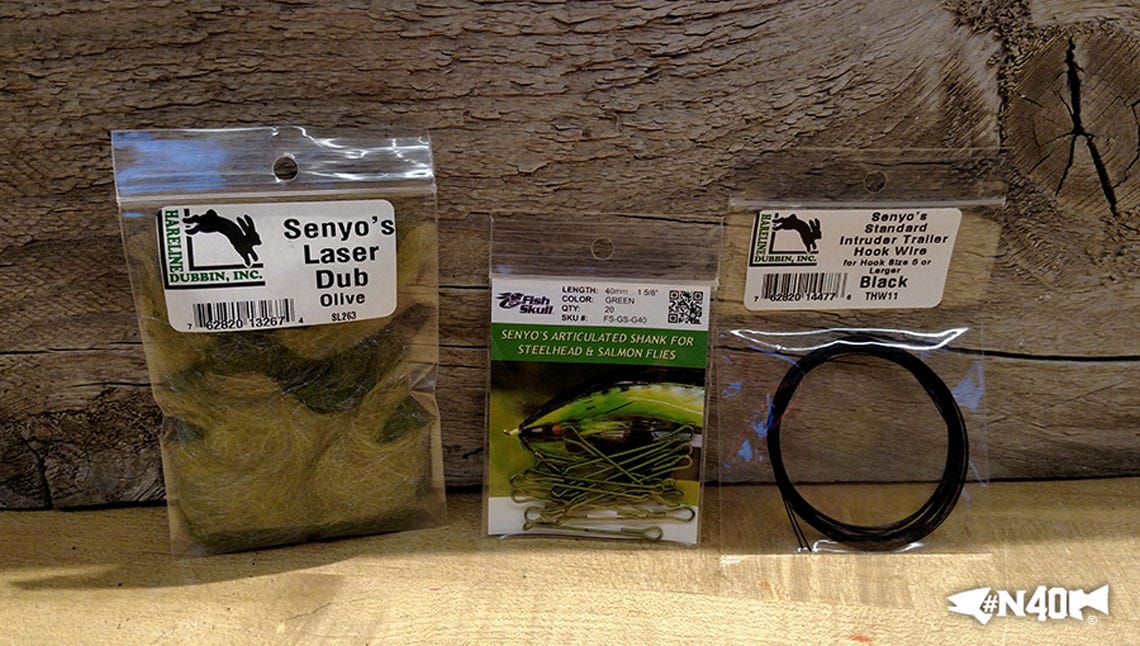 HARELINE
DUBBIN, INC.
Senyo's
Laser
Dub
Olive
SL263
7 62820 13267 4
Fish
Skull
LENGTH: 40mm... 1 5/8"
COLOR: GREEN
QTY: 20
SKU #: FS-GS-G40
SENYO'S ARTICULATED SHANK FOR
STEELHEAD & SALMON FLIES
HARELINE
DUBBIN, INC.
Senyo's
Standard
Intruder Trailer
Hook Wire
for Hook Size 6 or
Larger
Black
THW11
7 62820 14477 6
#N40
©